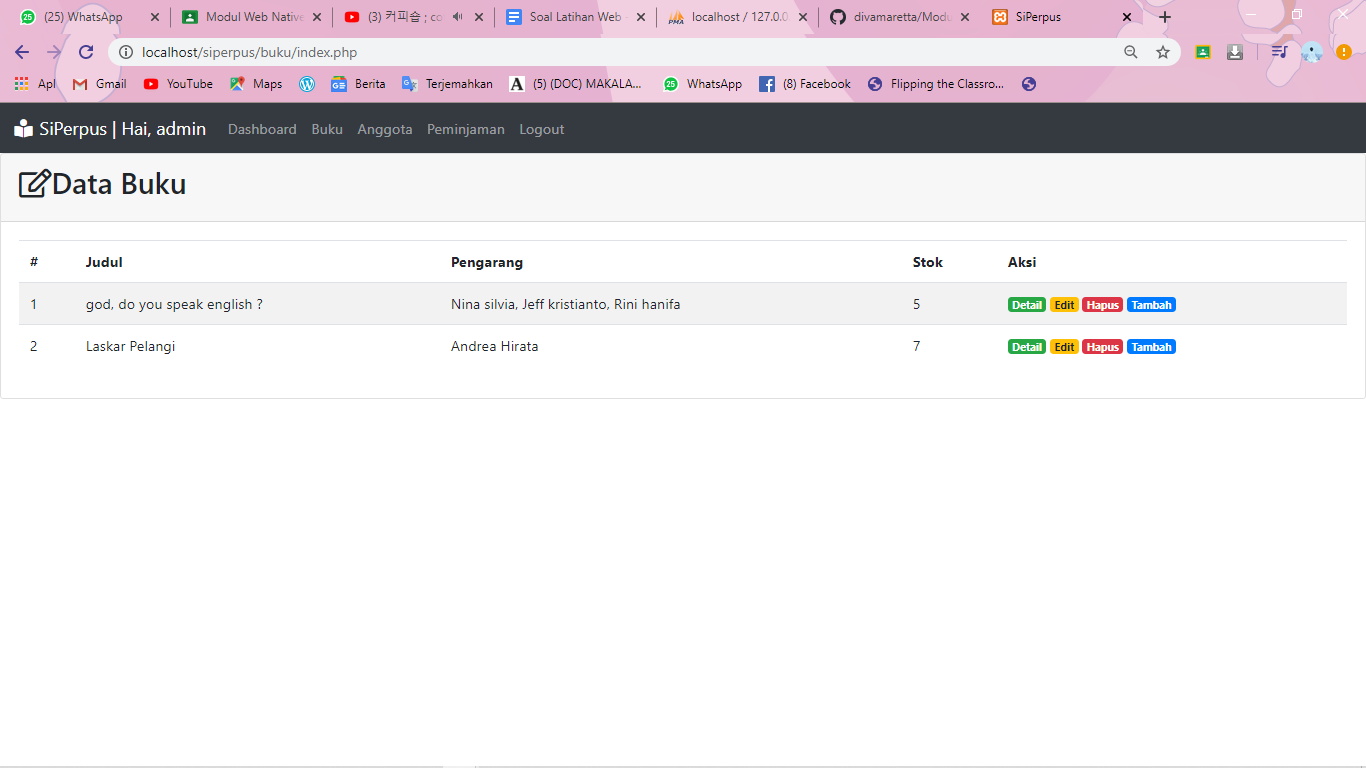 (25) WhatsApp Modul Web Native (3) 커피숍 ; co Soal Latihan Web - localhost / 127.0.0 divamaretta/Modu SiPerpus
localhost/siperpus/buku/index.php
Apl Gmail YouTube Maps Berita Terjemahkan (5) (DOC) MAKALA... WhatsApp (8) Facebook Flipping the Classro...
SiPerpus | Hai, admin Dashboard Buku Anggota Peminjaman Logout
Data Buku
# Judul Pengarang Stok Aksi
1 god, do you speak english ? Nina silvia, Jeff kristianto, Rini hanifa 5 Detail Edit Hapus Tambah
2 Laskar Pelangi Andrea Hirata 7 Detail Edit Hapus Tambah